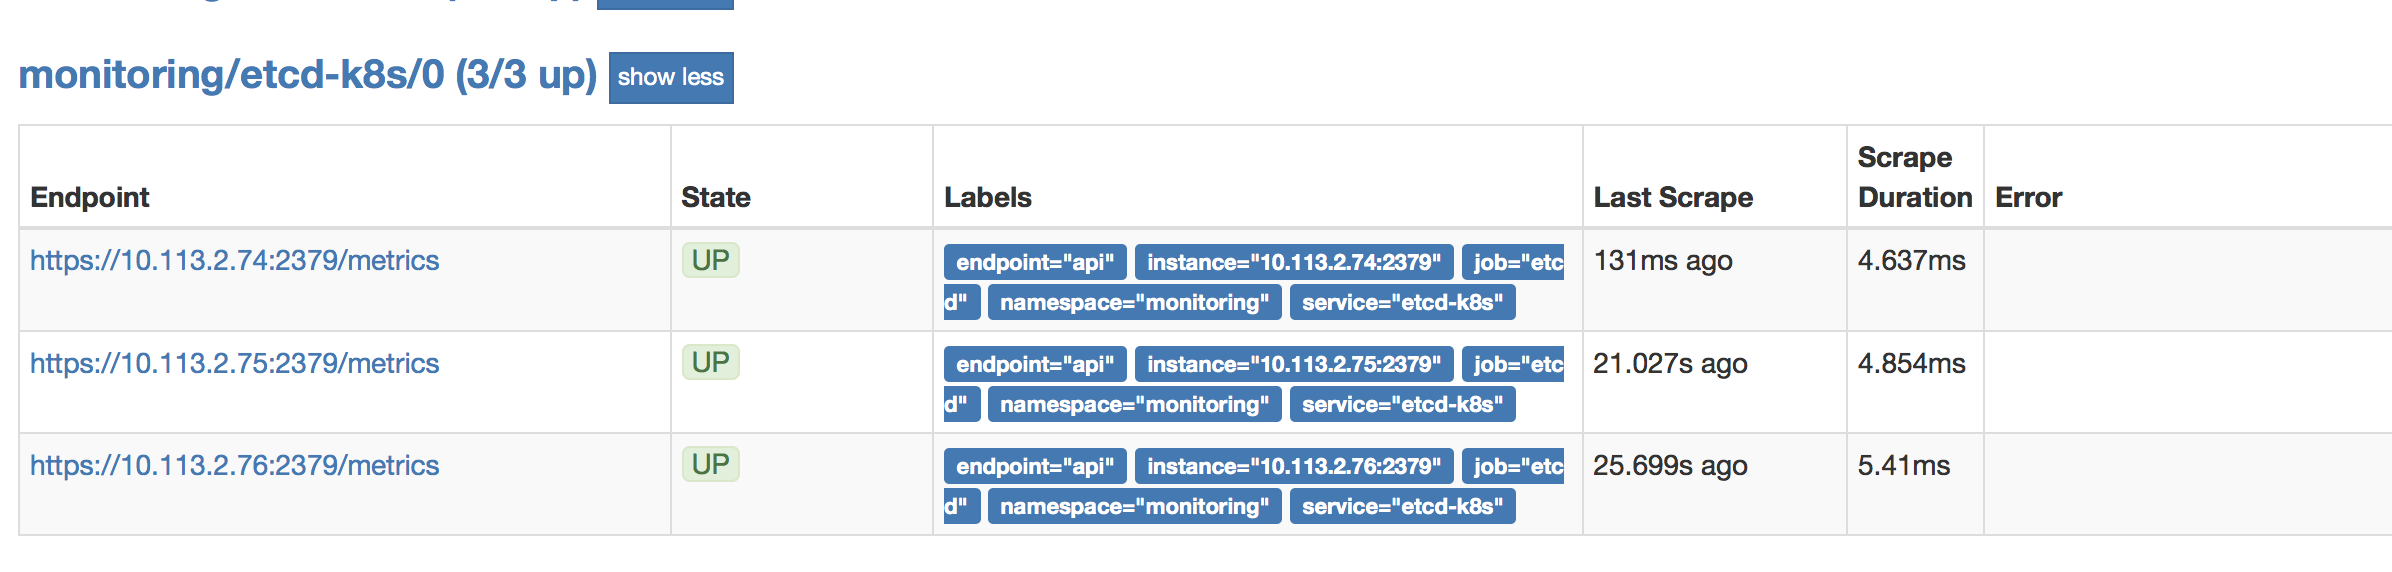 monitoring/etcd-k8s/0 (3/3 up) show less
Endpoint State Labels Last Scrape Scrape Duration Error
https://10.113.2.74:2379/metrics UP endpoint="api" instance="10.113.2.74:2379" job="etc 131ms ago 4.637ms
d" namespace="monitoring" service="etcd-k8s"
https://10.113.2.75:2379/metrics UP endpoint="api" instance="10.113.2.75:2379" job="etc 21.027s ago 4.854ms
d" namespace="monitoring" service="etcd-k8s"
https://10.113.2.76:2379/metrics UP endpoint="api" instance="10.113.2.76:2379" job="etc 25.699s ago 5.41ms
d" namespace="monitoring" service="etcd-k8s"